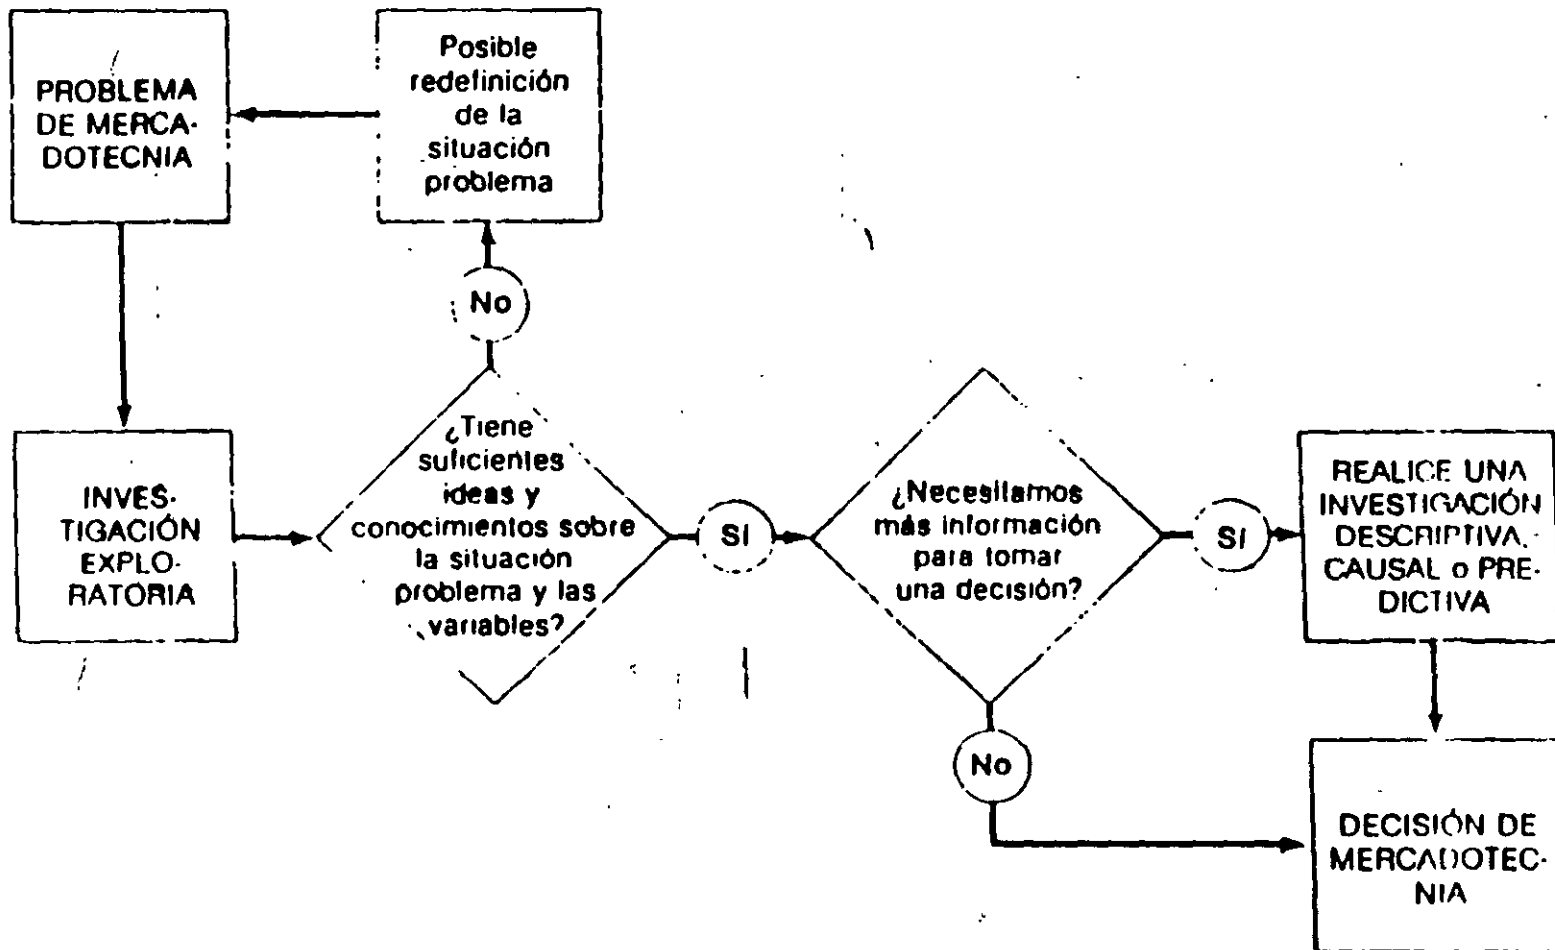 PROBLEMA
DE MERCA-
DOTECNIA
Posible
redefinición
de la
situación
problema
No
INVES-
TIGACIÓN
EXPLO-
RATORIA
¿Tiene
suficientes
ideas y
conocimientos sobre
la situación
problema y las
variables?
SÍ
¿Necesitamos
más información
para tomar
una decisión?
SÍ
REALICE UNA
INVESTIGACIÓN
DESCRIPTIVA,
CAUSAL o PRE-
DICTIVA
No
DECISIÓN DE
MERCADOTEC-
NIA